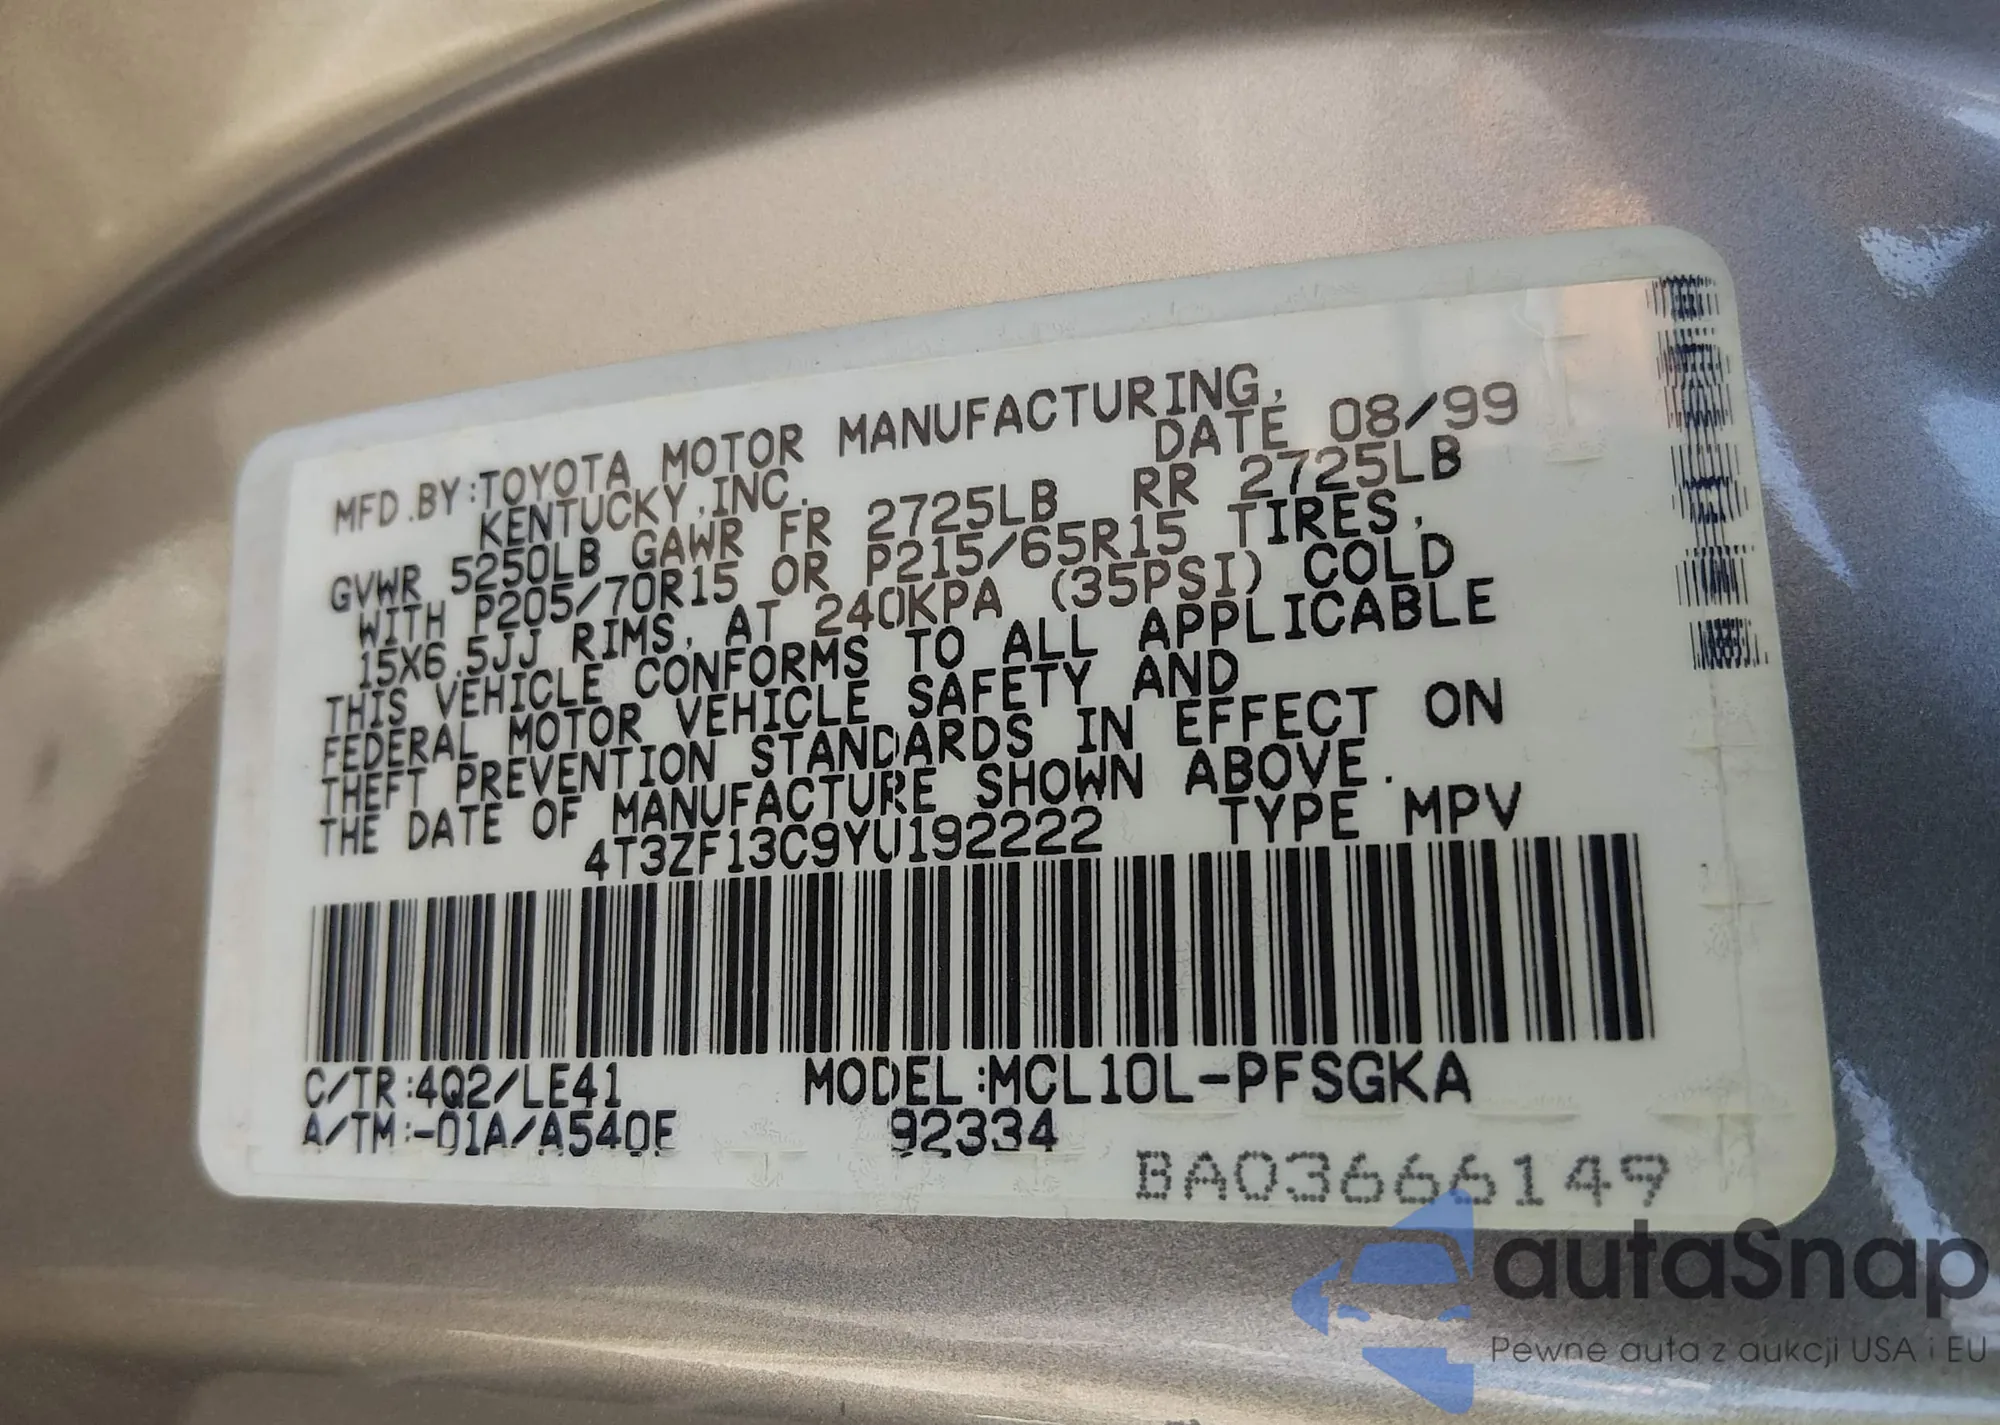 MFD.BY:TOYOTA MOTOR MANUFACTURING,
KENTUCKY,INC. DATE 08/99
GVWR 5250LB GAWR FR 2725LB RR 2725LB
WITH P205/70R15 OR P215/65R15 TIRES,
15X6.5JJ RIMS, AT 240KPA (35PSI) COLD
THIS VEHICLE CONFORMS TO ALL APPLICABLE
FEDERAL MOTOR VEHICLE SAFETY AND
THEFT PREVENTION STANDARDS IN EFFECT ON
THE DATE OF MANUFACTURE SHOWN ABOVE.
4T3ZF13C9YU192222 TYPE MPV
C/TR:4Q2/LE41 MODEL:MCL10L-PFSGKA
A/TM:-01A/A540E 92334
BA03666149
autaSnap
Pewne auta z aukcji USA i EU